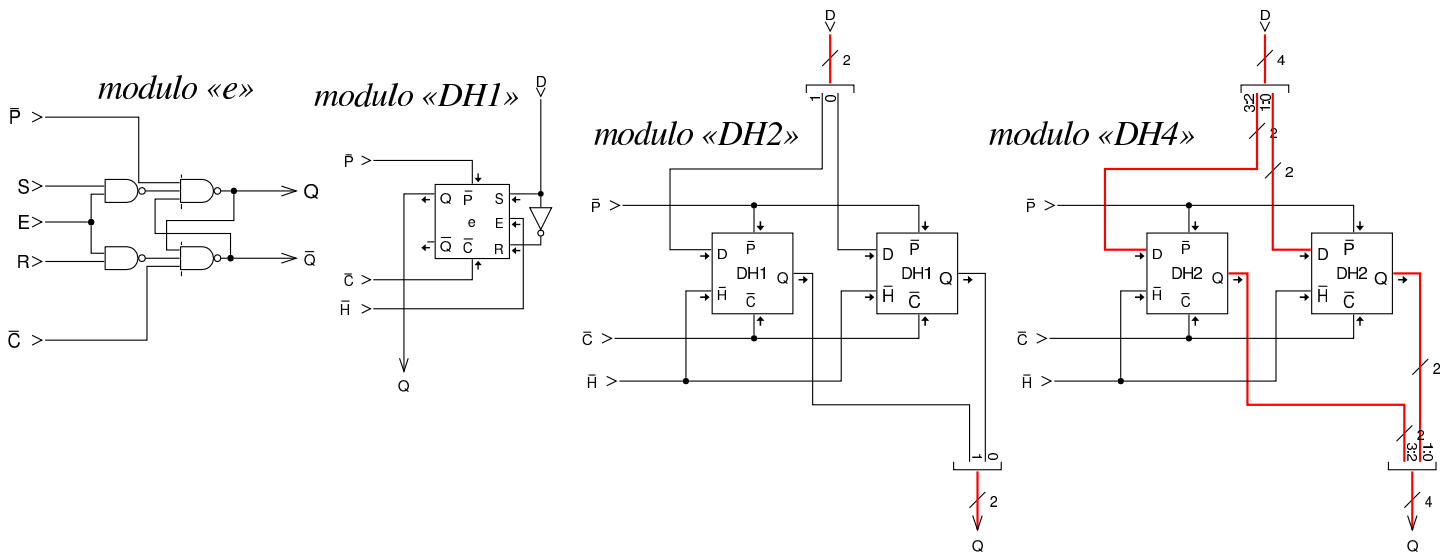 modulo «e»
P̅
S
E
R
C̅
Q
Q̅
modulo «DH1»
D
P̅
Q P̅ S
e E
Q̅ C̅ R
C̅
H̅
Q
modulo «DH2»
D
2
1 0
P̅
D P̅
DH1 Q
H̅ C̅
D P̅
DH1 Q
H̅ C̅
C̅
H̅
1 0
2
Q
modulo «DH4»
D
4
3:2 1:0
2
2
P̅
D P̅
DH2 Q
H̅ C̅
D P̅
DH2 Q
H̅ C̅
C̅
H̅
2
2
3:2 1:0
4
Q